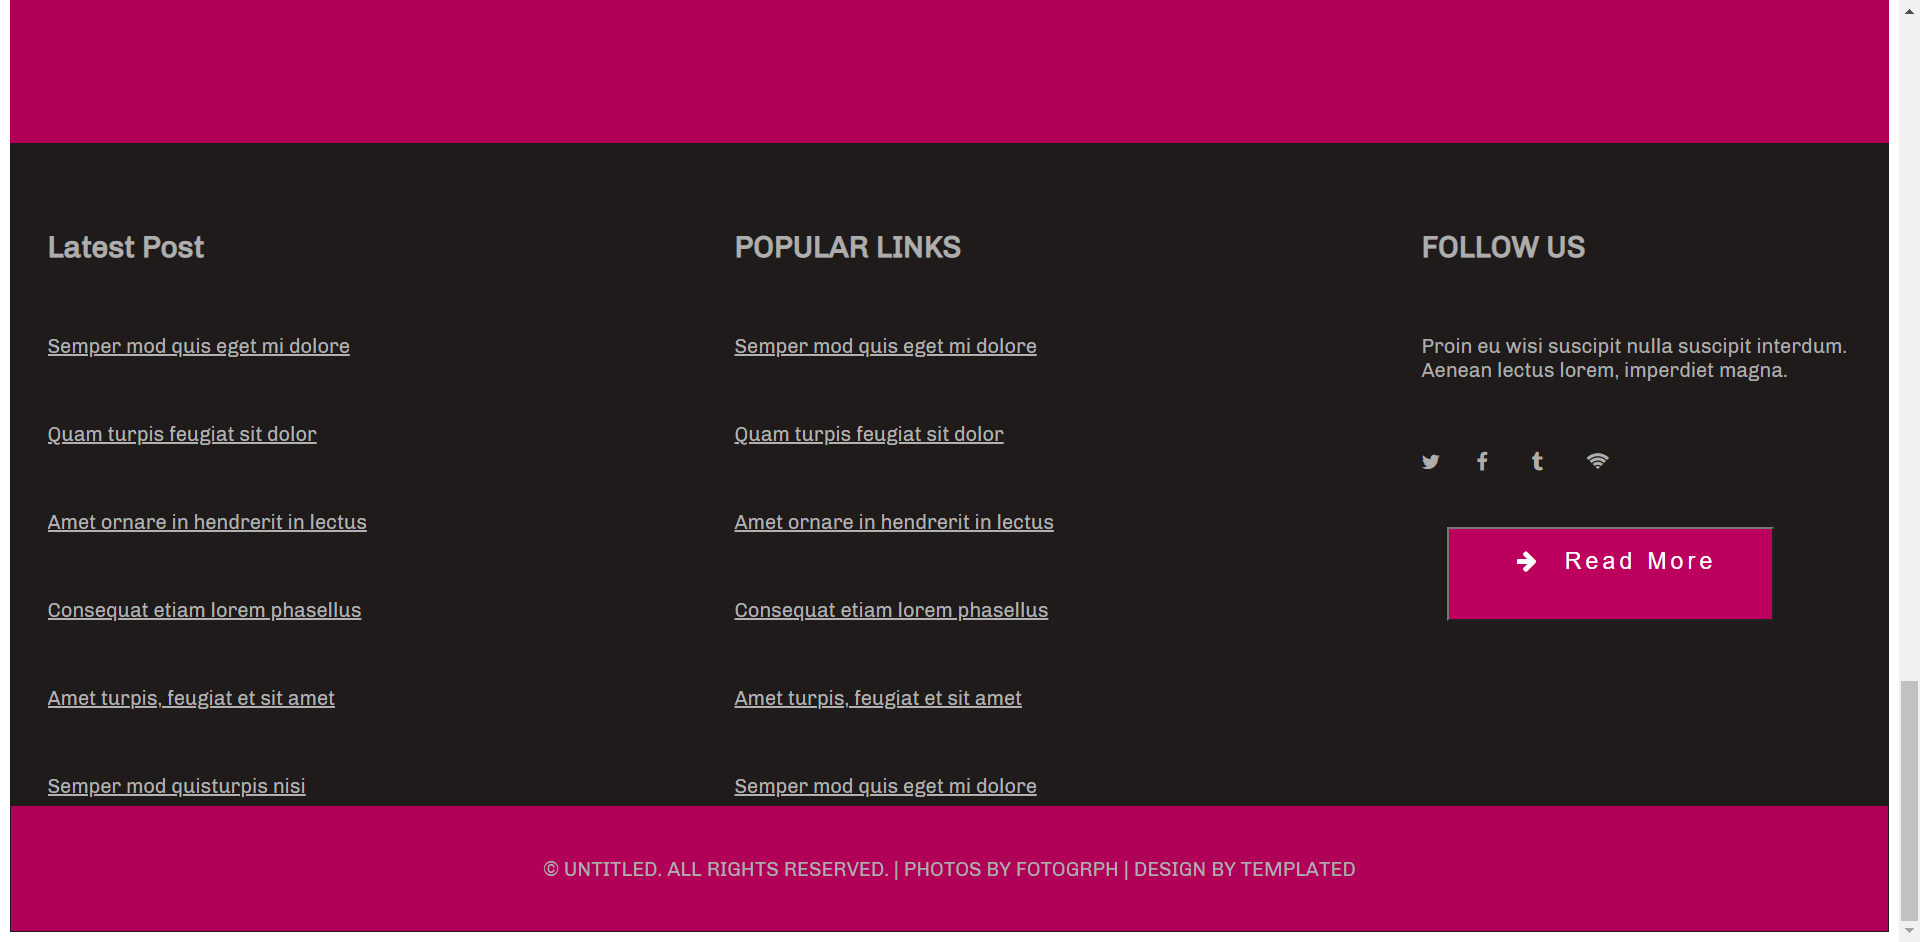 Latest Post
Semper mod quis eget mi dolore
Quam turpis feugiat sit dolor
Amet ornare in hendrerit in lectus
Consequat etiam lorem phasellus
Amet turpis, feugiat et sit amet
Semper mod quisturpis nisi
POPULAR LINKS
Semper mod quis eget mi dolore
Quam turpis feugiat sit dolor
Amet ornare in hendrerit in lectus
Consequat etiam lorem phasellus
Amet turpis, feugiat et sit amet
Semper mod quis eget mi dolore
FOLLOW US
Proin eu wisi suscipit nulla suscipit interdum.
Aenean lectus lorem, imperdiet magna.
Read More
© UNTITLED. ALL RIGHTS RESERVED. | PHOTOS BY FOTOGRPH | DESIGN BY TEMPLATED